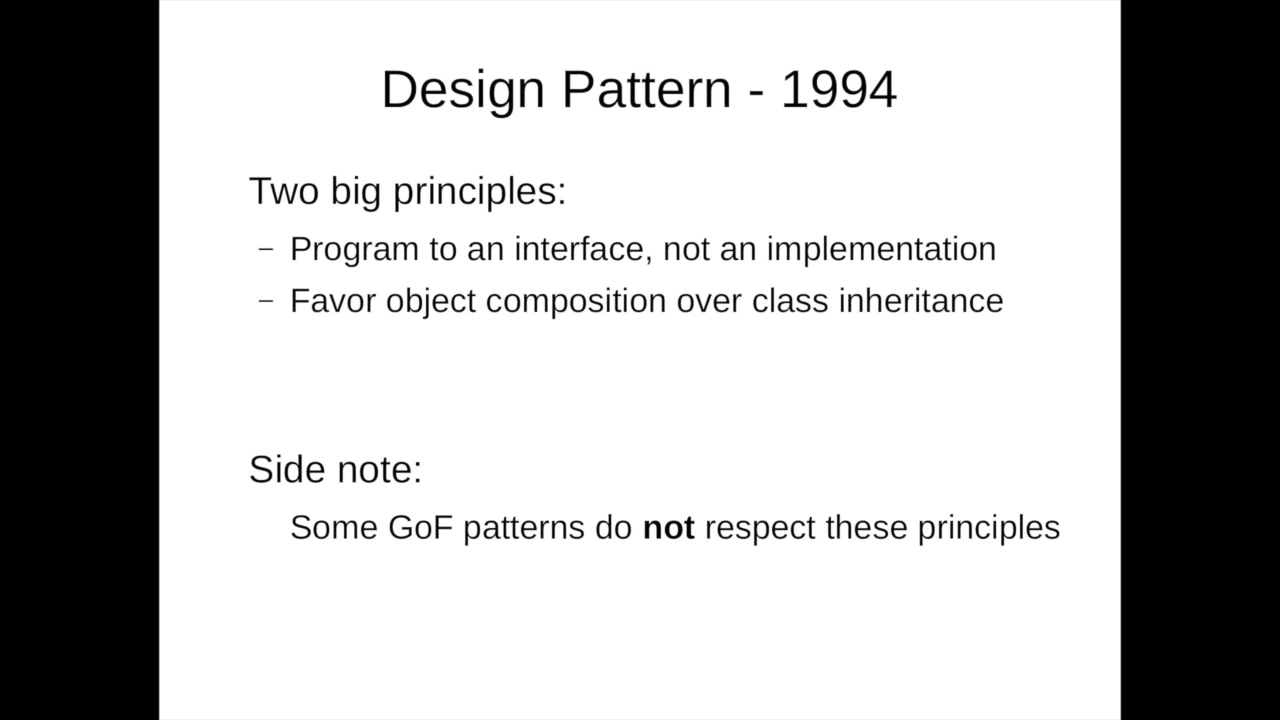 Design Pattern - 1994
Two big principles:
– Program to an interface, not an implementation
– Favor object composition over class inheritance
Side note:
Some GoF patterns do not respect these principles